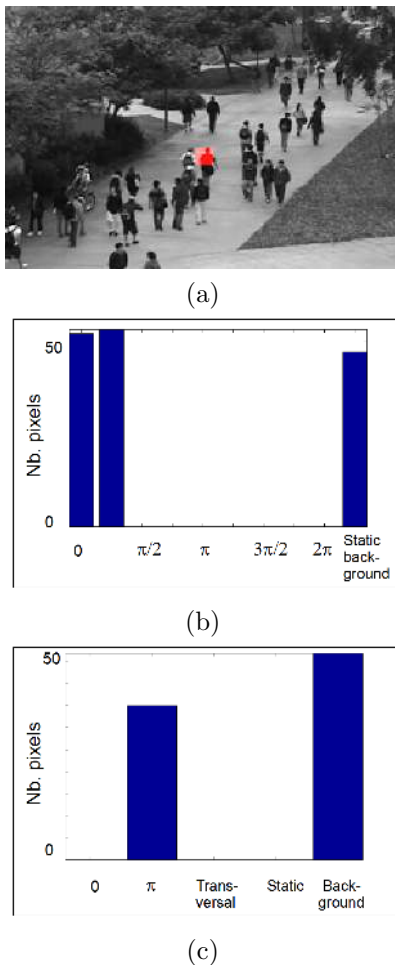 (a)
50
Nb. pixels
0
0 π/2 π 3π/2 2π Static
back-
ground
(b)
50
Nb. pixels
0
0 π Trans-
versal Static Back-
ground
(c)